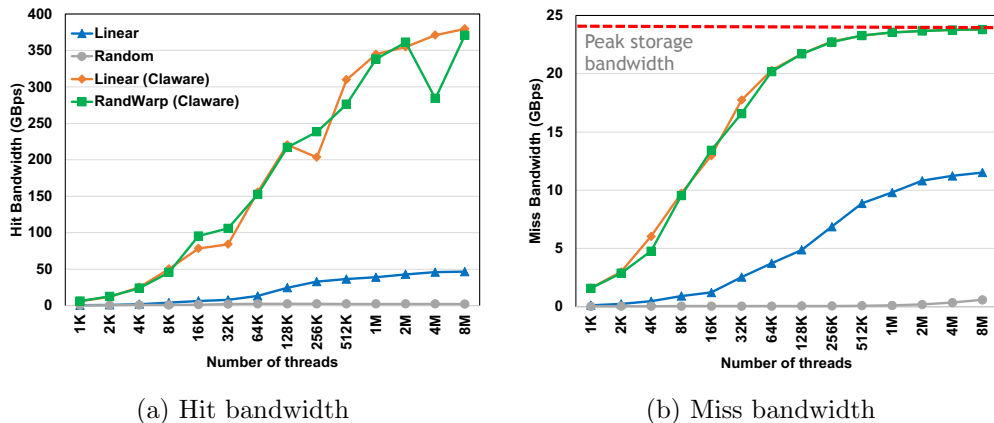 400
350
300
250
200
150
100
50
0
Hit Bandwidth (GBps)
Linear
Random
Linear (Claware)
RandWarp (Claware)
1K 2K 4K 8K 16K 32K 64K 128K 256K 512K 1M 2M 4M 8M
Number of threads
(a) Hit bandwidth
25
20
15
10
5
0
Miss Bandwidth (GBps)
Peak storage
bandwidth
1K 2K 4K 8K 16K 32K 64K 128K 256K 512K 1M 2M 4M 8M
Number of threads
(b) Miss bandwidth